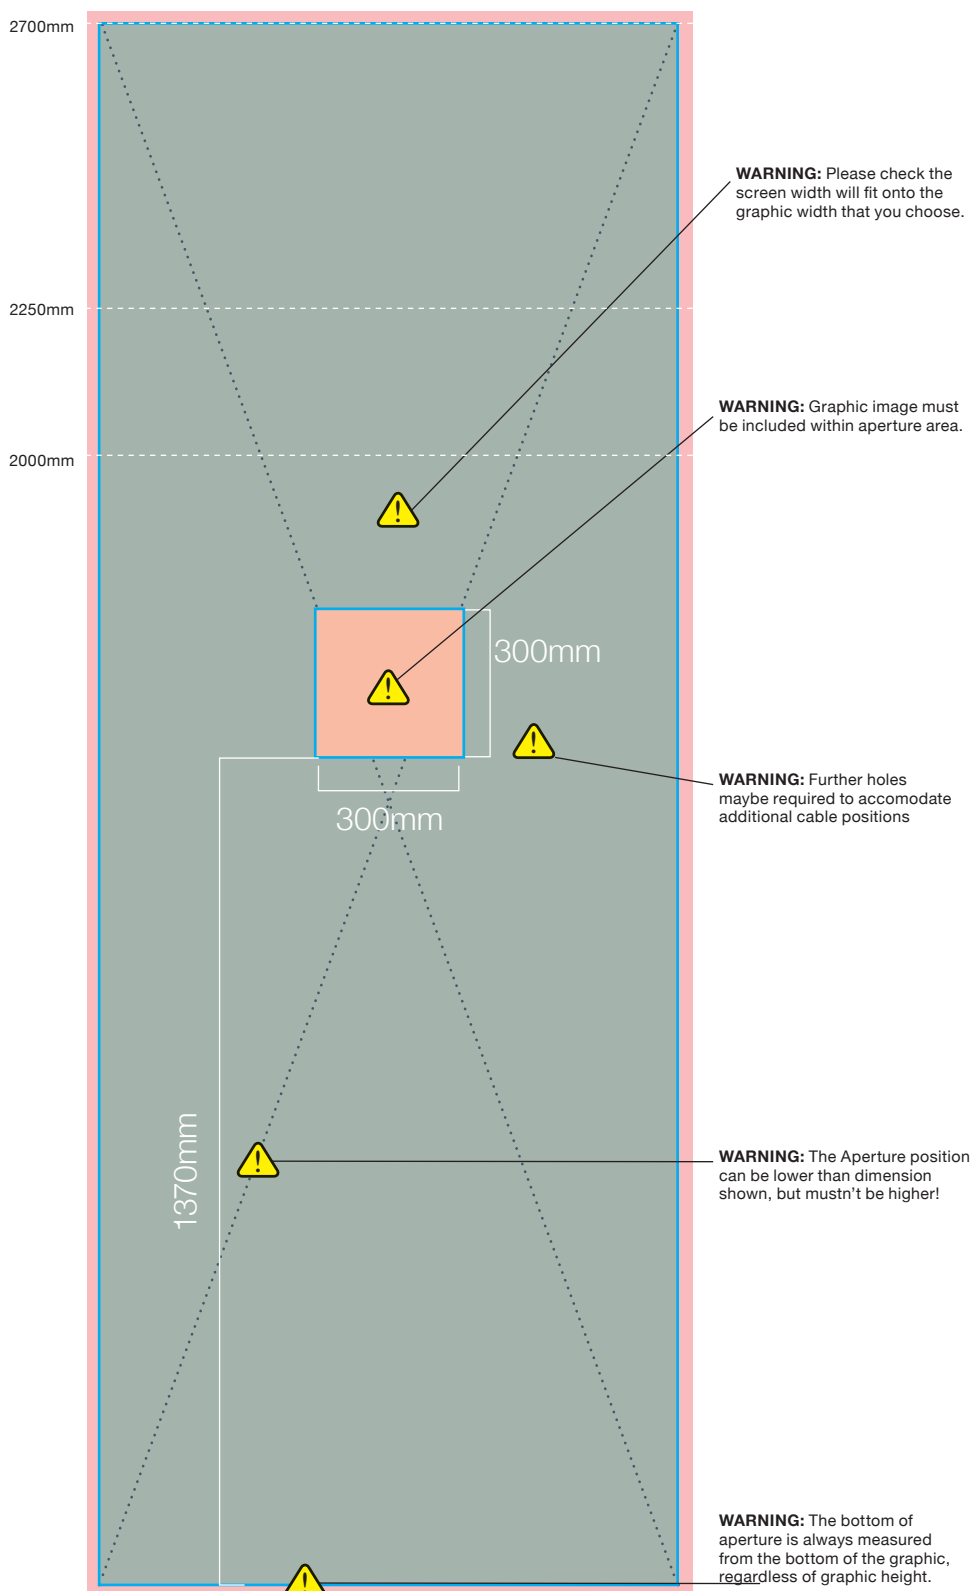 2700mm
WARNING: Please check the
screen width will fit onto the
graphic width that you choose.
2250mm
WARNING: Graphic image must
be included within aperture area.
2000mm
300mm
WARNING: Further holes
maybe required to accomodate
additional cable positions
300mm
1370mm
WARNING: The Aperture position
can be lower than dimension
shown, but mustn't be higher!
WARNING: The bottom of
aperture is always measured
from the bottom of the graphic,
regardless of graphic height.